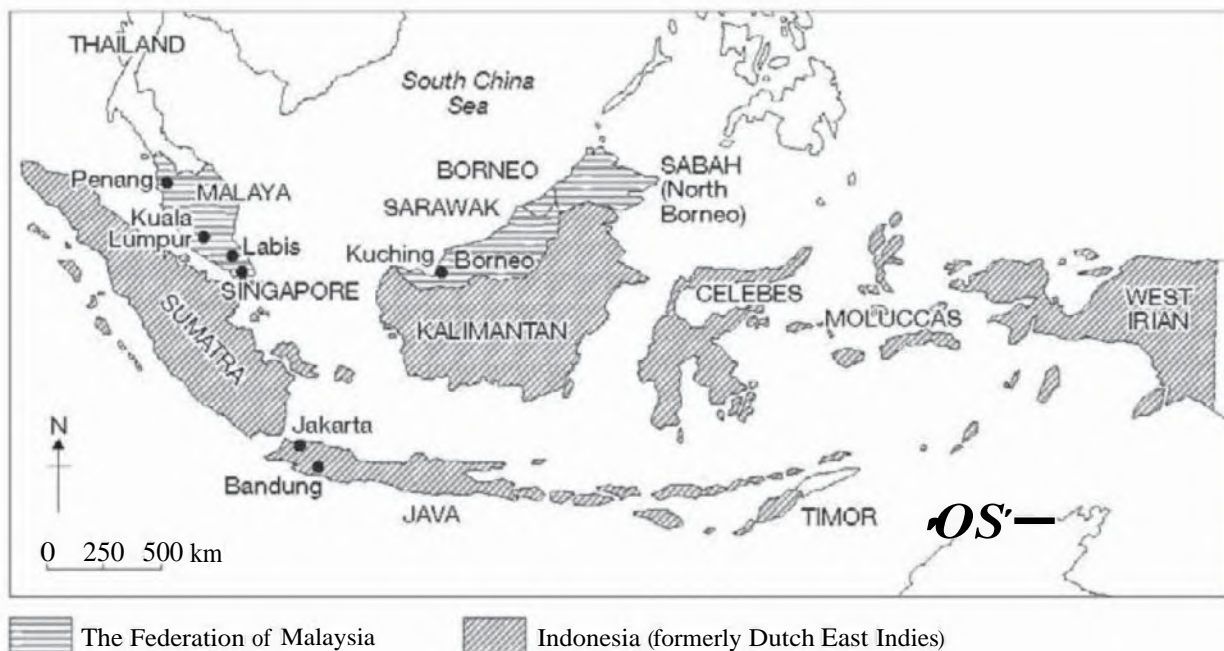 THAILAND
South China
Sea
Penang
MALAYA
Kuala
Lumpur
Labis
SINGAPORE
SUMATRA
BORNEO
SARAWAK
SABAH
(North
Borneo)
Kuching
Borneo
KALIMANTAN
CELEBES
MOLUCCAS
WEST
IRIAN
N
Jakarta
Bandung
JAVA
TIMOR
OS
0 250 500 km
The Federation of Malaysia
Indonesia (formerly Dutch East Indies)